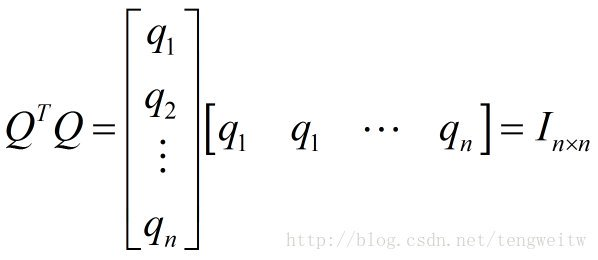 Q^T Q = [q_1 q_2 ⋮ q_n] [q_1 q_1 ⋯ q_n] = I_{n×n}
http://blog.csdn.net/tengweitw